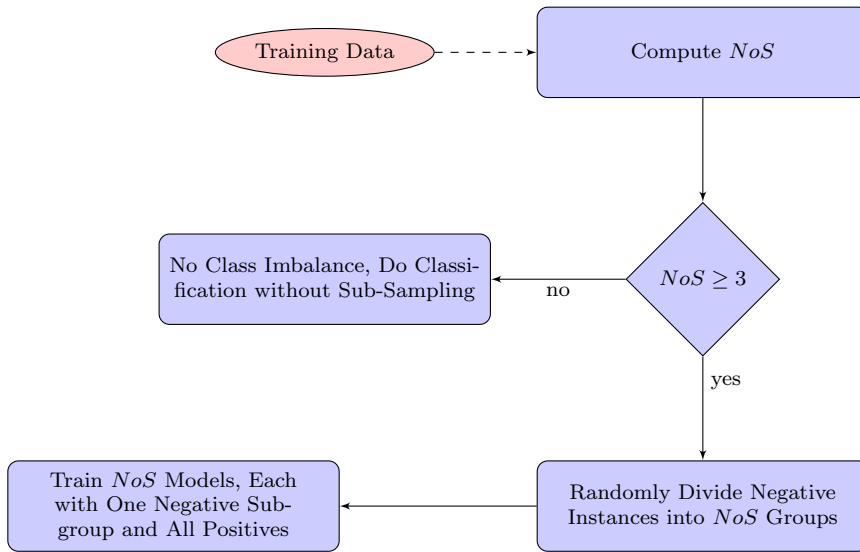 Training Data
Compute NoS
No Class Imbalance, Do Classi-
fication without Sub-Sampling
no
NoS ≥ 3
yes
Train NoS Models, Each
with One Negative Sub-
group and All Positives
Randomly Divide Negative
Instances into NoS Groups